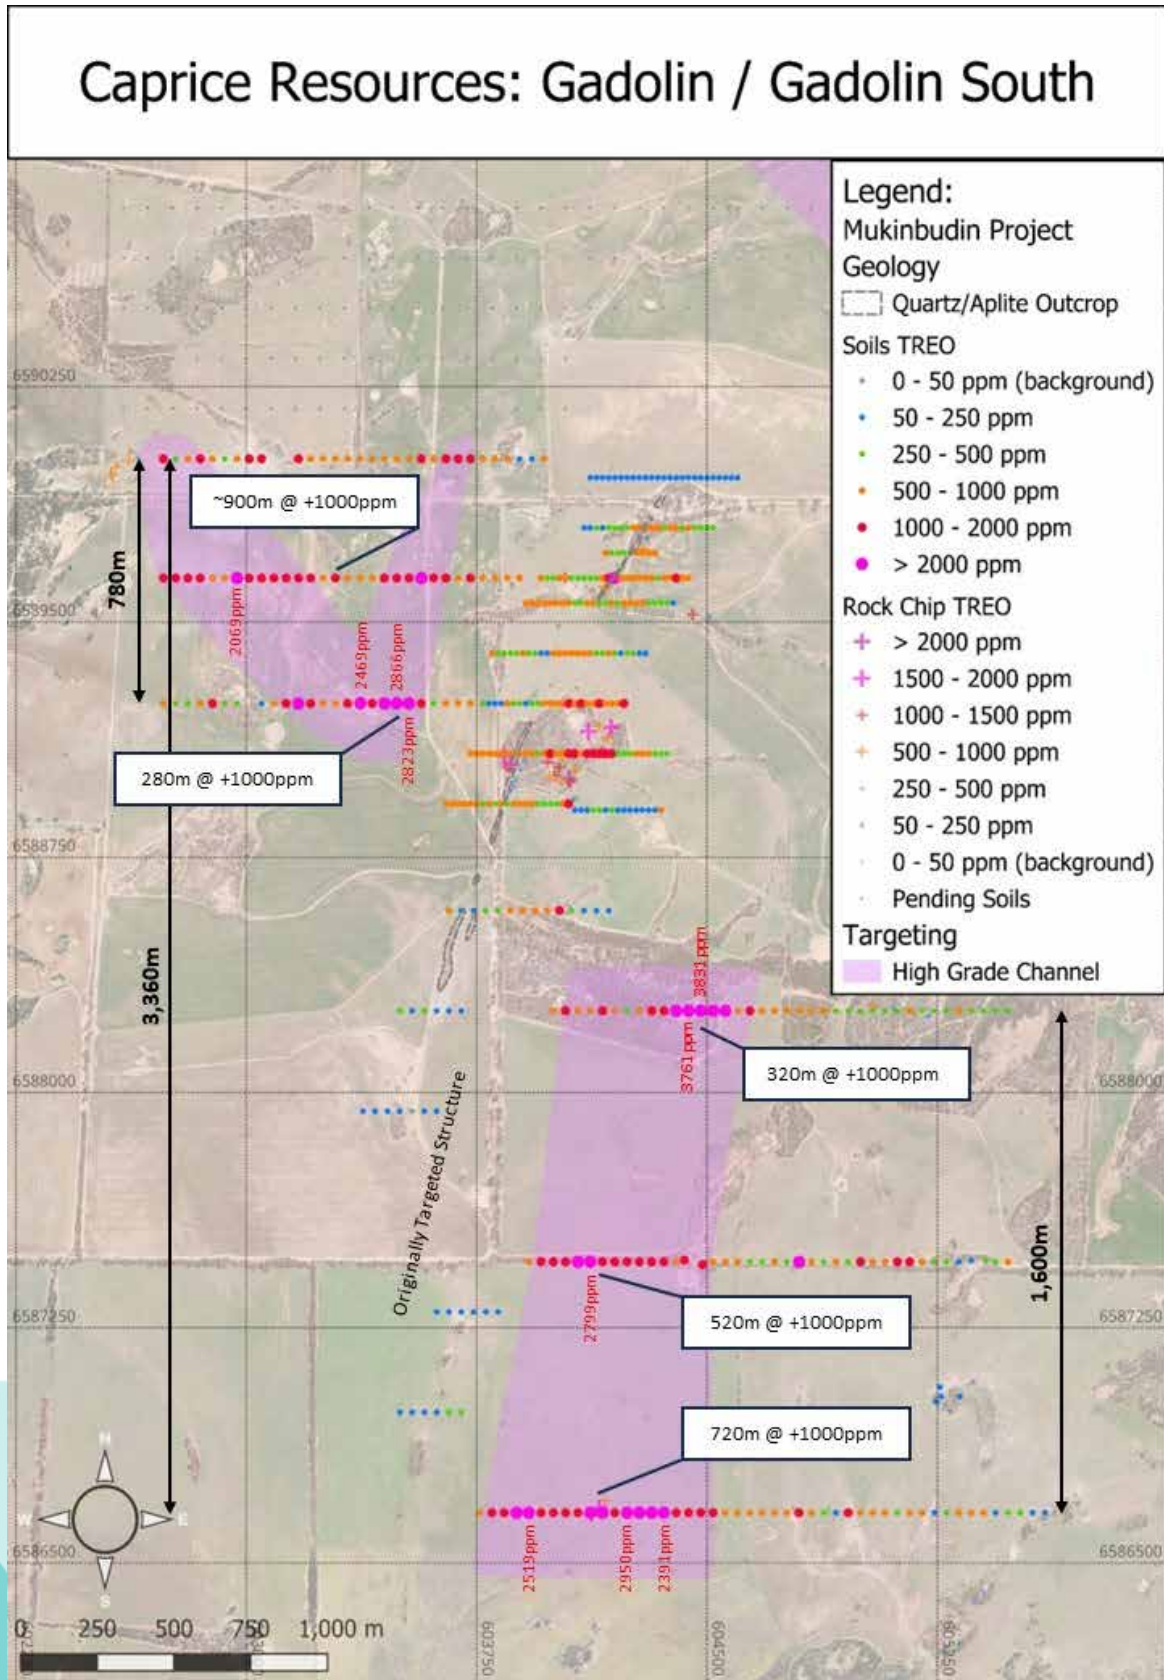 Caprice Resources: Gadolin / Gadolin South
Legend:
Mukinbudin Project
Geology
Quartz/Aplite Outcrop
Soils TREO
0 - 50 ppm (background)
50 - 250 ppm
250 - 500 ppm
500 - 1000 ppm
1000 - 2000 ppm
> 2000 ppm
Rock Chip TREO
> 2000 ppm
1500 - 2000 ppm
1000 - 1500 ppm
500 - 1000 ppm
250 - 500 ppm
50 - 250 ppm
0 - 50 ppm (background)
Pending Soils
Targeting
High Grade Channel
6590250
~900m @ +1000ppm
780m
6589500
2069ppm
2469ppm
2866ppm
2823ppm
280m @ +1000ppm
6588750
3,360m
3831ppm
3761ppm
320m @ +1000ppm
6588000
6588000
Originally Targeted Structure
1,600m
2799ppm
520m @ +1000ppm
6587250
6587250
720m @ +1000ppm
N
W
E
S
2519ppm
2950ppm
2391ppm
6586500
6586500
0 250 500 750 1,000 m
603750
604500